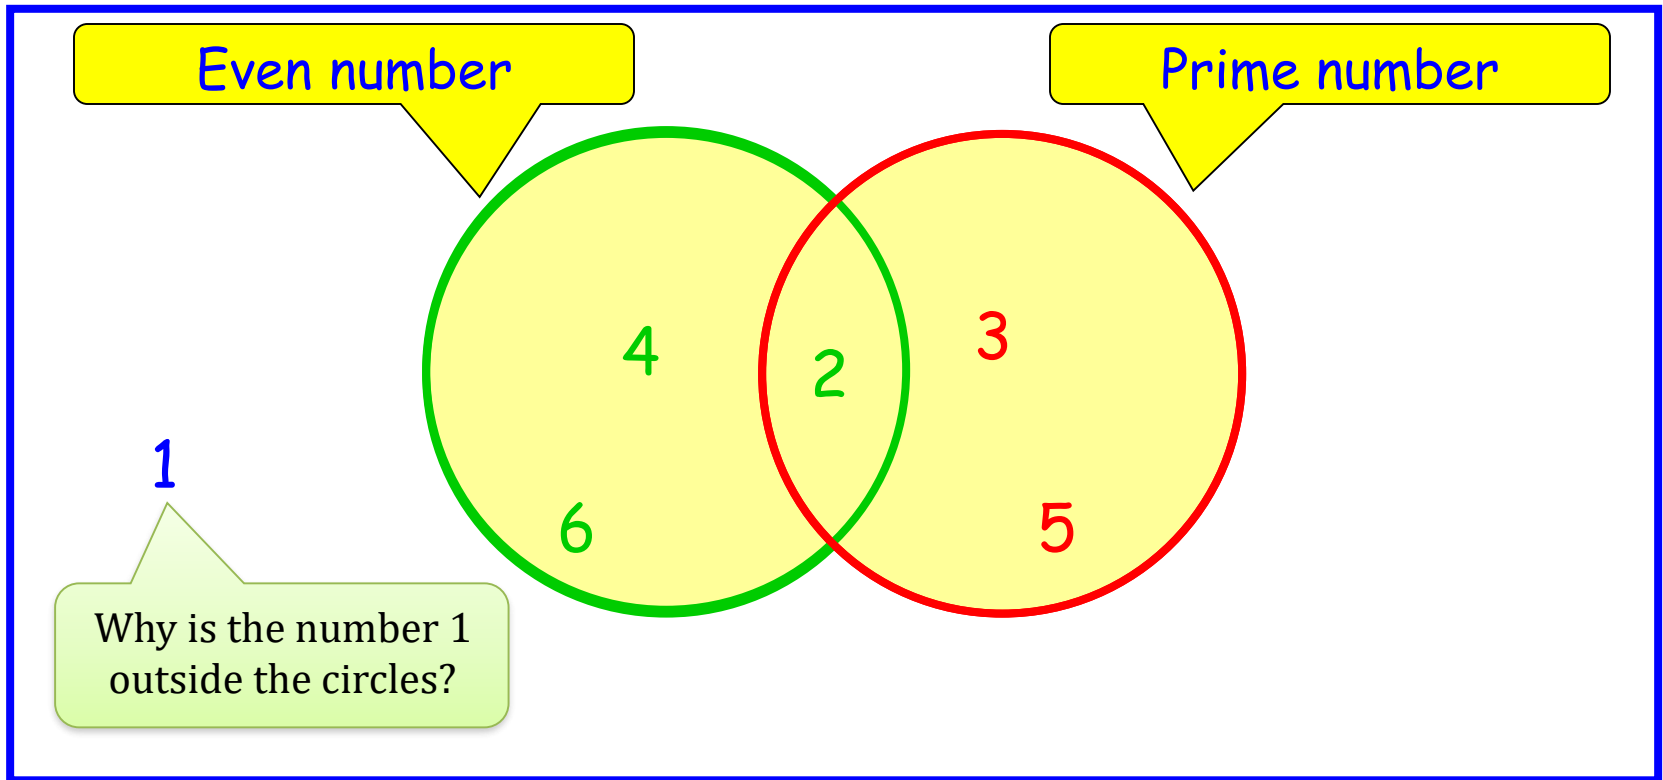 Even number
Prime number
3
4
2
1
6
5
Why is the number 1
outside the circles?